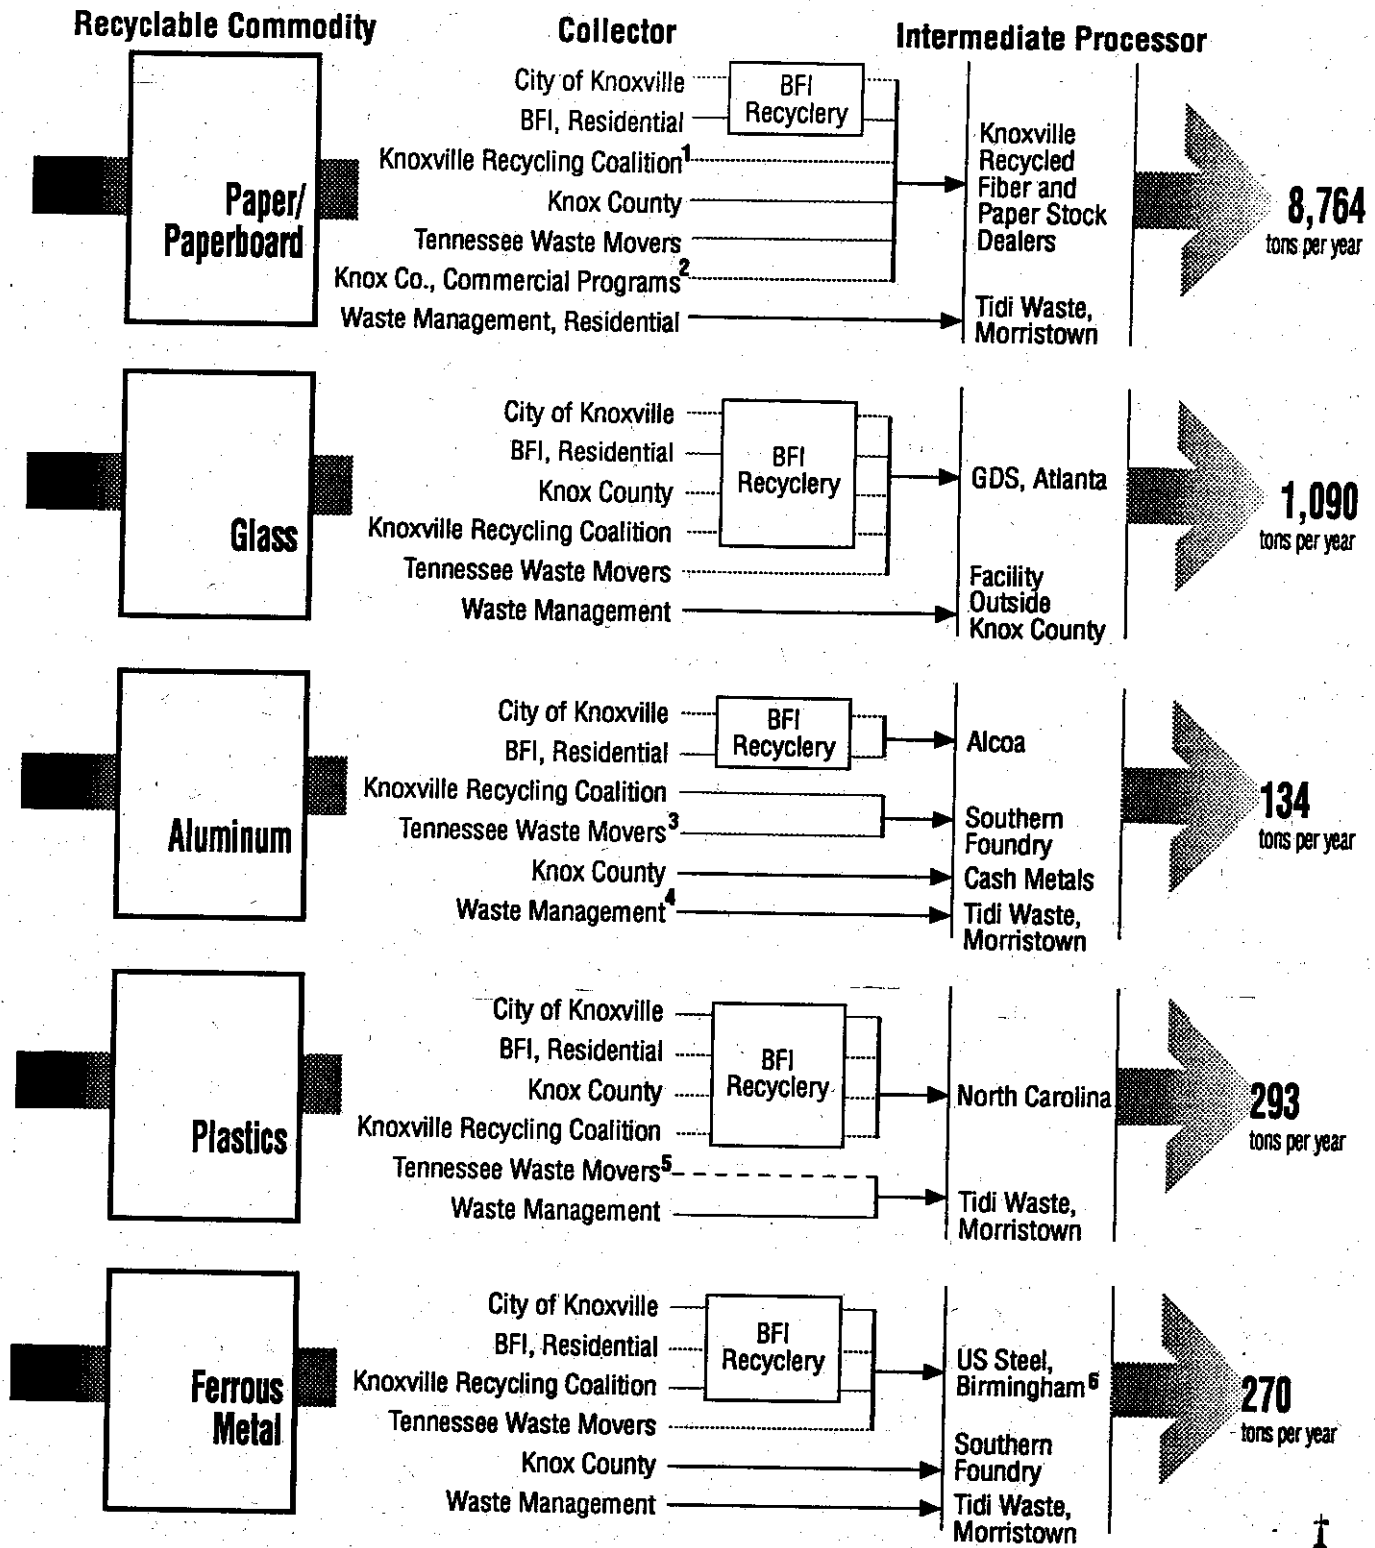 Recyclable Commodity
Collector
Intermediate Processor
Paper/
Paperboard
City of Knoxville
BFI, Residential
Knoxville Recycling Coalition¹
Knox County
Tennessee Waste Movers
Knox Co., Commercial Programs²
Waste Management, Residential
BFI
Recyclery
Knoxville
Recycled
Fiber and
Paper Stock
Dealers
Tidi Waste,
Morristown
8,764
tons per year
Glass
City of Knoxville
BFI, Residential
Knox County
Knoxville Recycling Coalition
Tennessee Waste Movers
Waste Management
BFI
Recyclery
GDS, Atlanta
Facility
Outside
Knox County
1,090
tons per year
Aluminum
City of Knoxville
BFI, Residential
Knoxville Recycling Coalition
Tennessee Waste Movers³
Knox County
Waste Management⁴
BFI
Recyclery
Alcoa
Southern
Foundry
Cash Metals
Tidi Waste,
Morristown
134
tons per year
Plastics
City of Knoxville
BFI, Residential
Knox County
Knoxville Recycling Coalition
Tennessee Waste Movers⁵
Waste Management
BFI
Recyclery
North Carolina
Tidi Waste,
Morristown
293
tons per year
Ferrous
Metal
City of Knoxville
BFI, Residential
Knoxville Recycling Coalition
Tennessee Waste Movers
Knox County
Waste Management
BFI
Recyclery
US Steel,
Birmingham⁶
Southern
Foundry
Tidi Waste,
Morristown
270
tons per year